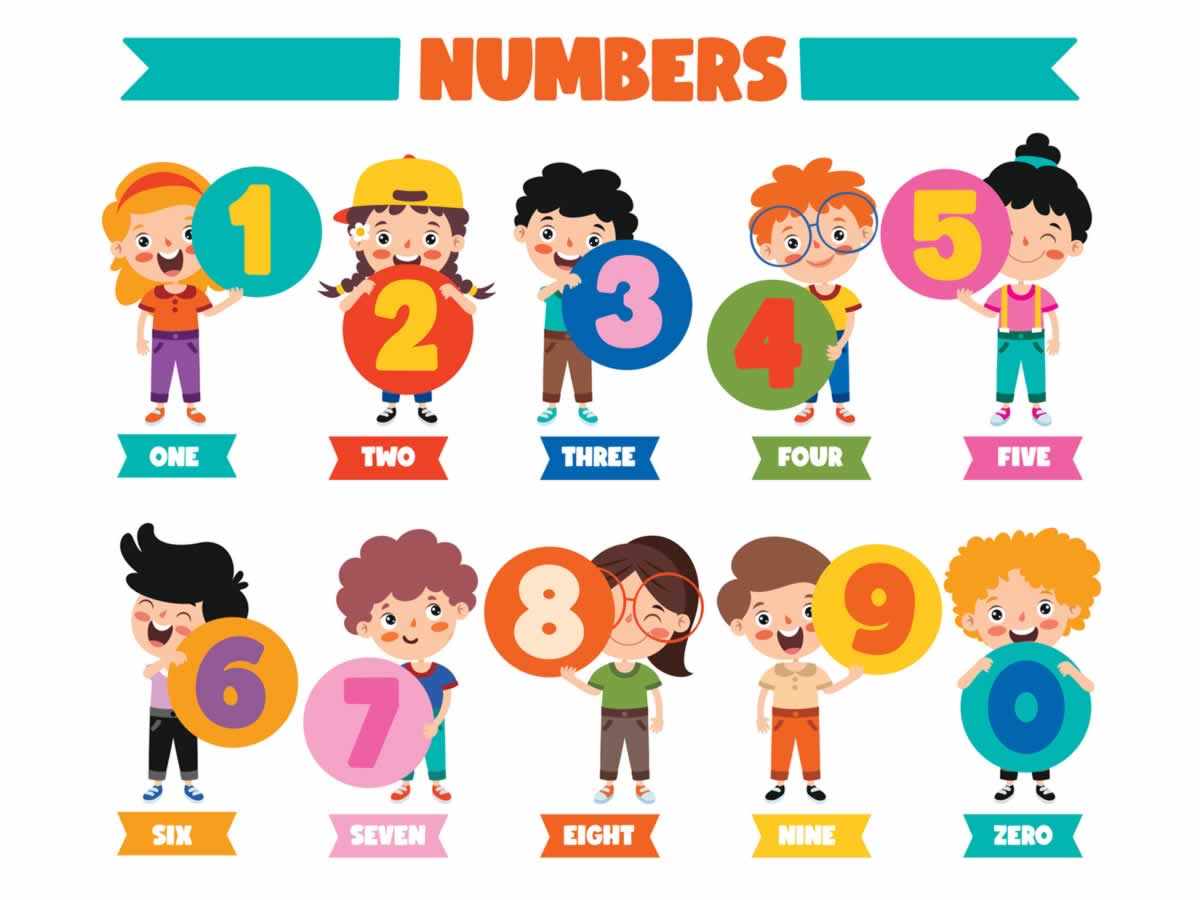 NUMBERS
1 2 3 4 5
ONE TWO THREE FOUR FIVE
6 7 8 9 0
SIX SEVEN EIGHT NINE ZERO